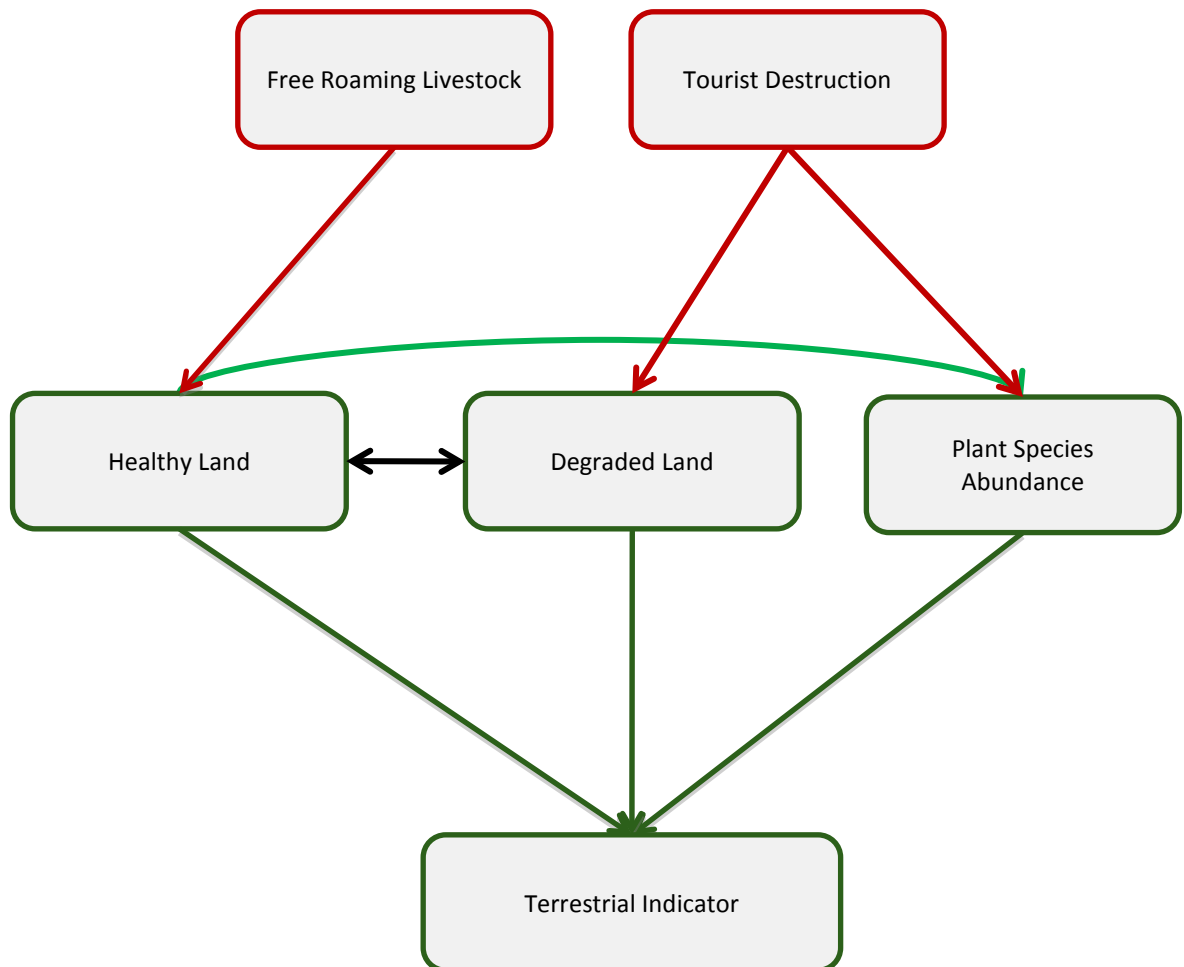 Free Roaming Livestock
Tourist Destruction
Healthy Land
Degraded Land
Plant Species
Abundance
Terrestrial Indicator